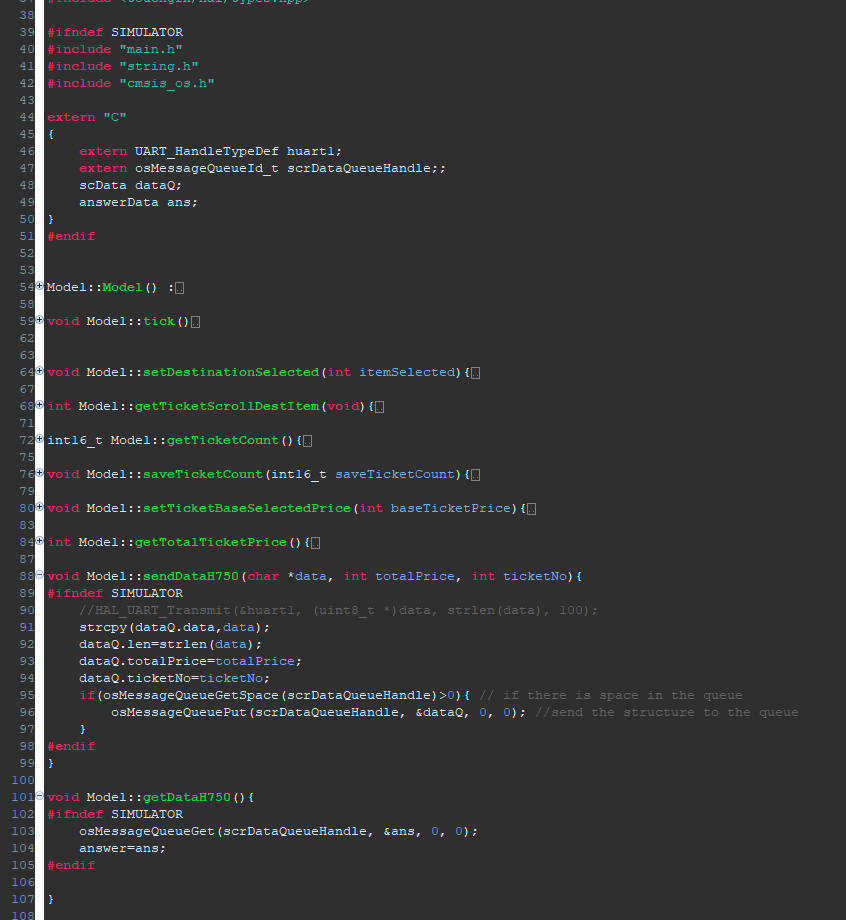 38
39 #ifndef SIMULATOR
40 #include "main.h"
41 #include "string.h"
42 #include "cmsis_os.h"
43
44 extern "C"
45 {
46     extern UART_HandleTypeDef huart1;
47     extern osMessageQueueId_t scrDataQueueHandle;;
48     scData dataQ;
49     answerData ans;
50 }
51 #endif
52
53
54 Model::Model() :
58
59 void Model::tick()
62
63
64 void Model::setDestinationSelected(int itemSelected){
67
68 int Model::getTicketScrollDestItem(void){
71
72 int16_t Model::getTicketCount(){
75
76 void Model::saveTicketCount(int16_t saveTicketCount){
79
80 void Model::setTicketBaseSelectedPrice(int baseTicketPrice){
83
84 int Model::getTotalTicketPrice(){
87
88 void Model::sendDataH750(char *data, int totalPrice, int ticketNo){
89 #ifndef SIMULATOR
90     //HAL_UART_Transmit(&huart1, (uint8_t *)data, strlen(data), 100);
91     strcpy(dataQ.data,data);
92     dataQ.len=strlen(data);
93     dataQ.totalPrice=totalPrice;
94     dataQ.ticketNo=ticketNo;
95     if(osMessageQueueGetSpace(scrDataQueueHandle)>0){ // if there is space in the queue
96         osMessageQueuePut(scrDataQueueHandle, &dataQ, 0, 0); //send the structure to the queue
97     }
98 #endif
99 }
100
101 void Model::getDataH750(){
102 #ifndef SIMULATOR
103     osMessageQueueGet(scrDataQueueHandle, &ans, 0, 0);
104     answer=ans;
105 #endif
106
107 }
108